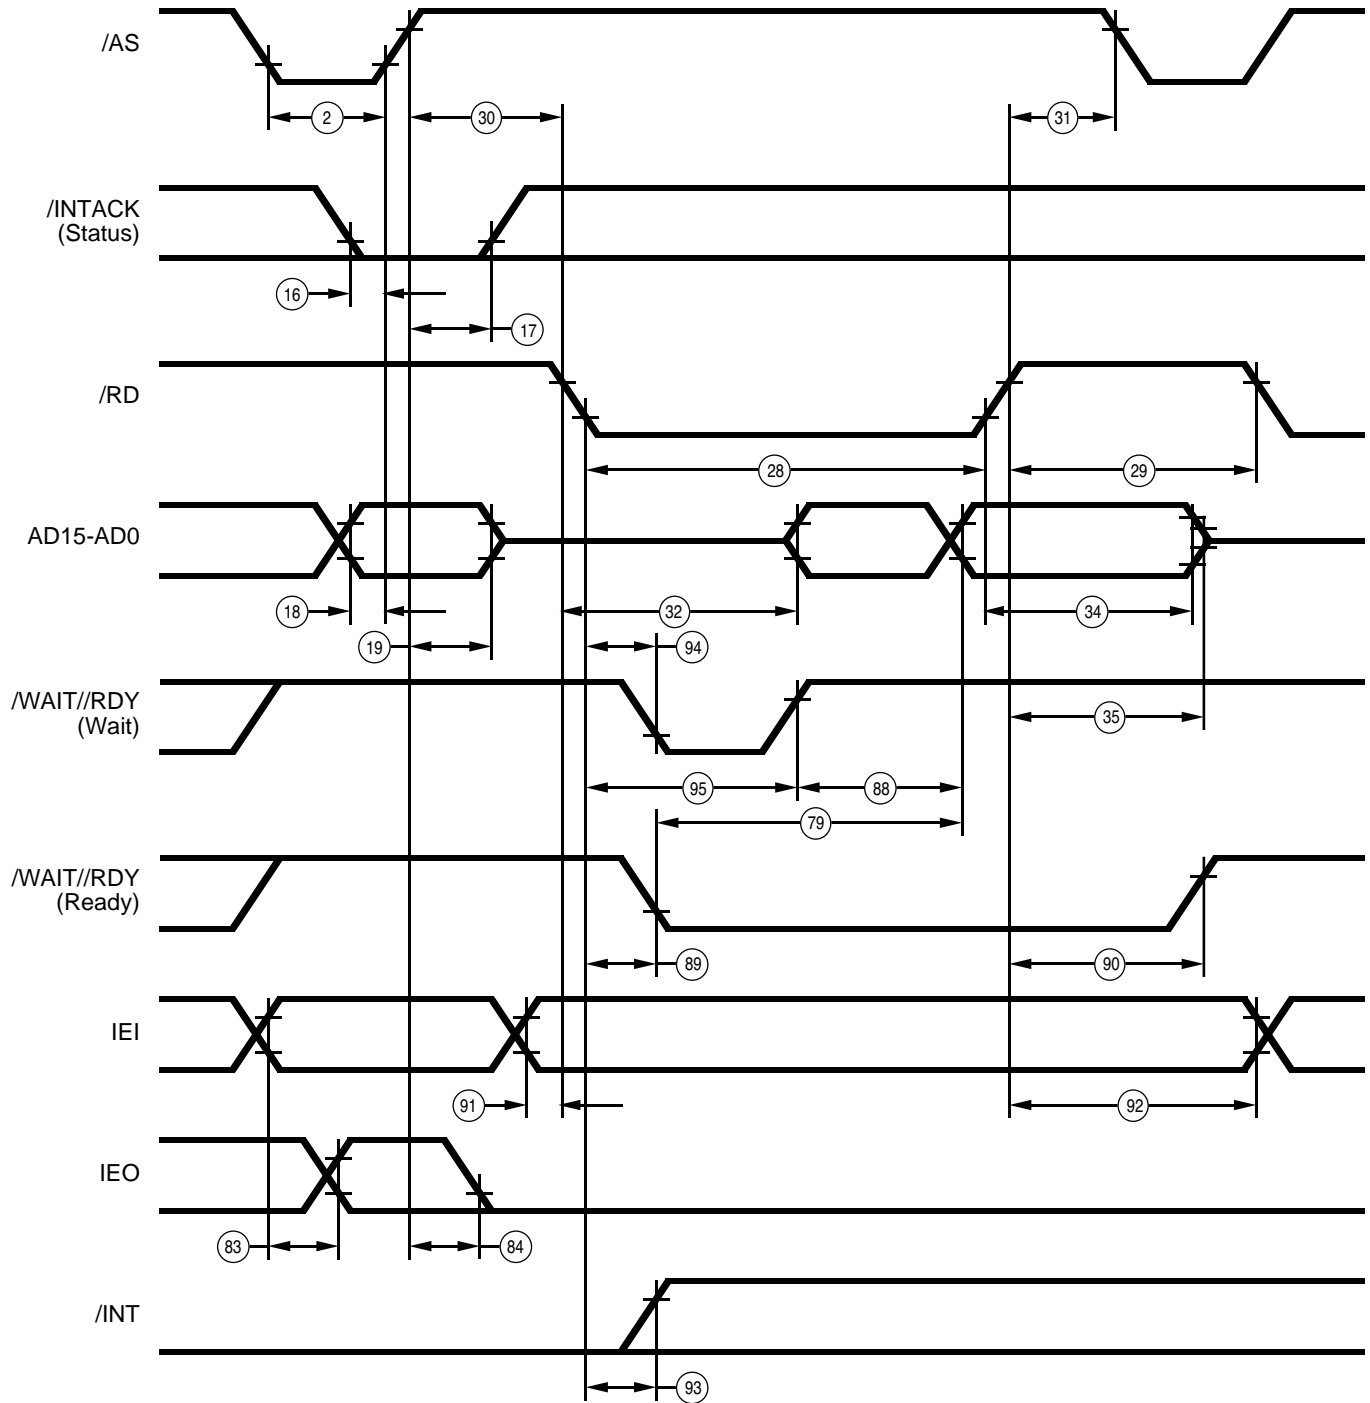 /AS
2
30
31
/INTACK
(Status)
16
17
/RD
28
29
AD15-AD0
18
32
34
19
94
/WAIT//RDY
(Wait)
35
95
88
79
/WAIT//RDY
(Ready)
89
90
IEI
91
92
IEO
83
84
/INT
93